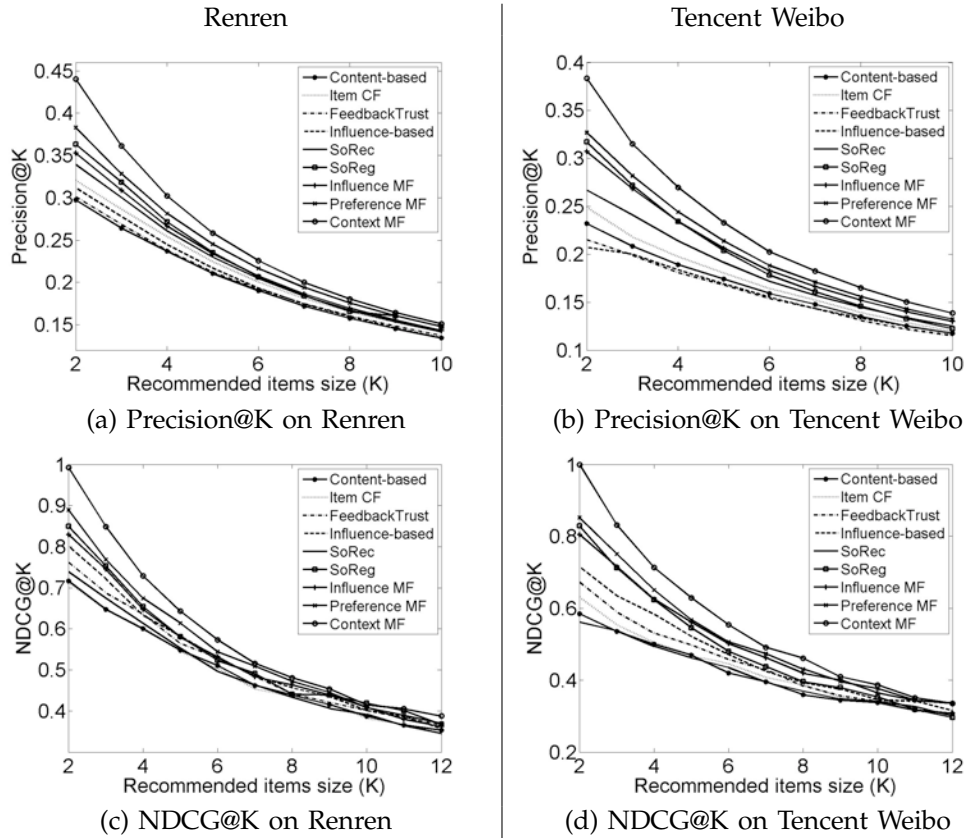 Renren
Tencent Weibo
0.45
0.4
0.35
0.3
0.25
0.2
0.15
Precision@K
Content-based
Item CF
FeedbackTrust
Influence-based
SoRec
SoReg
Influence MF
Preference MF
Context MF
2 4 6 8 10
Recommended items size (K)
(a) Precision@K on Renren
0.4
0.35
0.3
0.25
0.2
0.15
0.1
Precision@K
Content-based
Item CF
FeedbackTrust
Influence-based
SoRec
SoReg
Influence MF
Preference MF
Context MF
2 4 6 8 10
Recommended items size (K)
(b) Precision@K on Tencent Weibo
1
0.9
0.8
0.7
0.6
0.5
0.4
NDCG@K
Content-based
Item CF
FeedbackTrust
Influence-based
SoRec
SoReg
Influence MF
Preference MF
Context MF
2 4 6 8 10 12
Recommended items size (K)
(c) NDCG@K on Renren
1
0.8
0.6
0.4
0.2
NDCG@K
Content-based
Item CF
FeedbackTrust
Influence-based
SoRec
SoReg
Influence MF
Preference MF
Context MF
2 4 6 8 10 12
Recommended items size (K)
(d) NDCG@K on Tencent Weibo